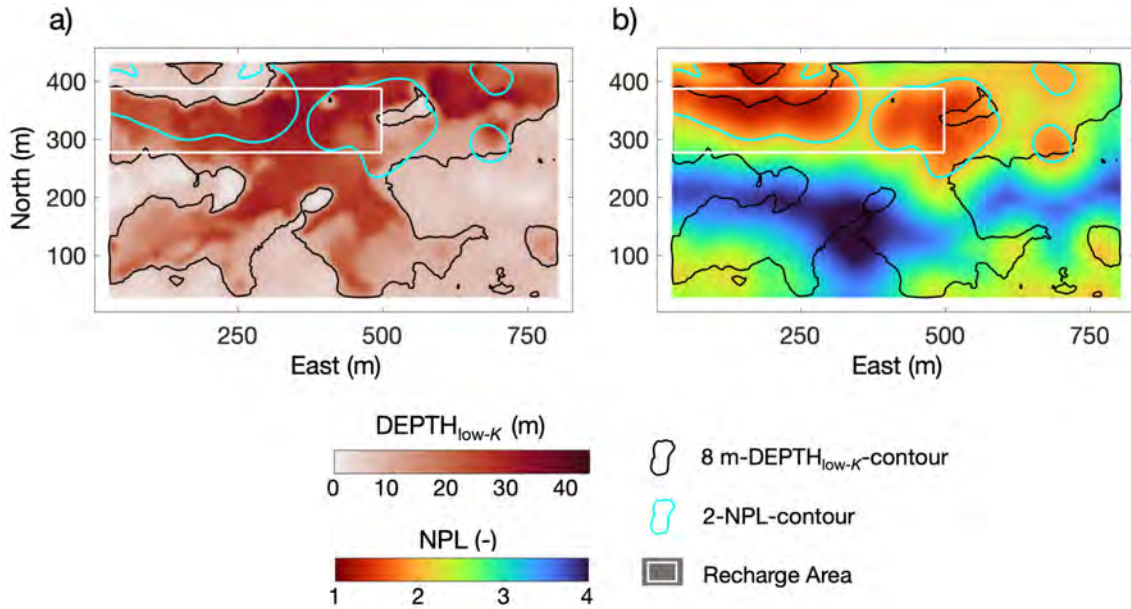 a)
b)
400
300
200
100
North (m)
250
500
750
East (m)
400
300
200
100
250
500
750
East (m)
DEPTHlow-K (m)
0
10
20
30
40
NPL (-)
1
2
3
4
8 m-DEPTHlow-K-contour
2-NPL-contour
Recharge Area